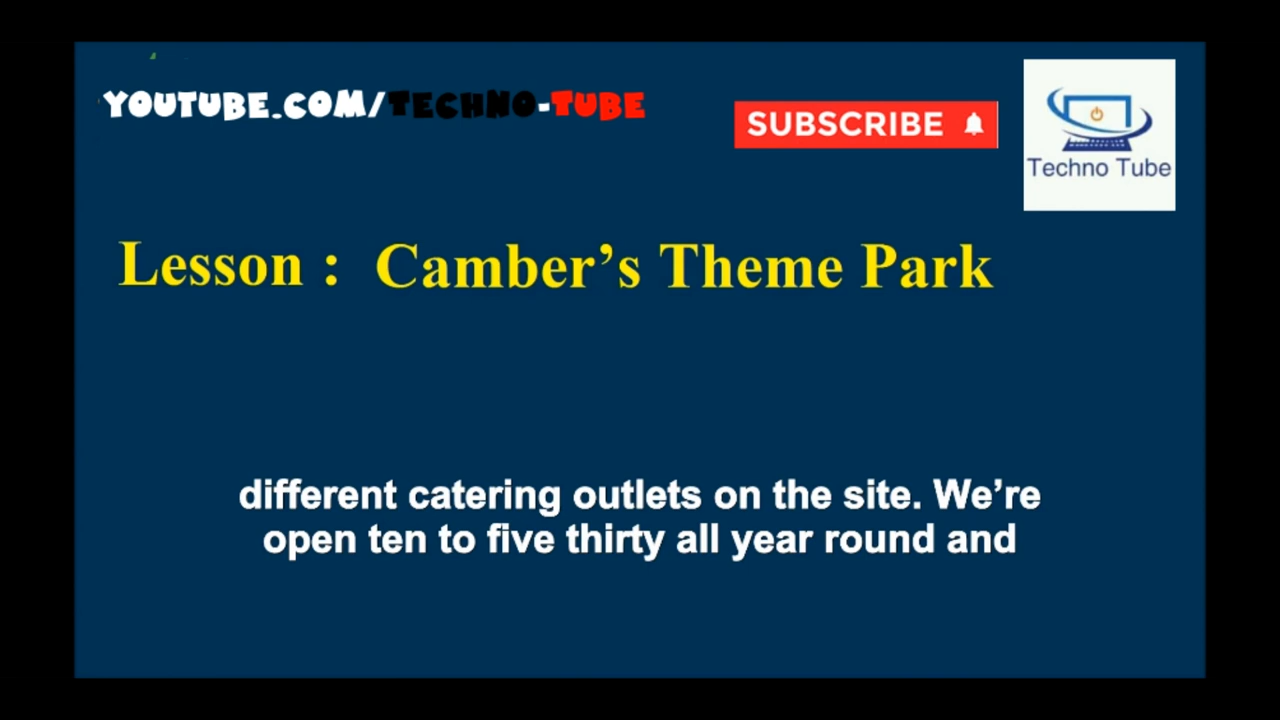 YOUTUBE.COM/TECHNO-TUBE
SUBSCRIBE
Techno Tube
Lesson : Camber’s Theme Park
different catering outlets on the site. We’re
open ten to five thirty all year round and